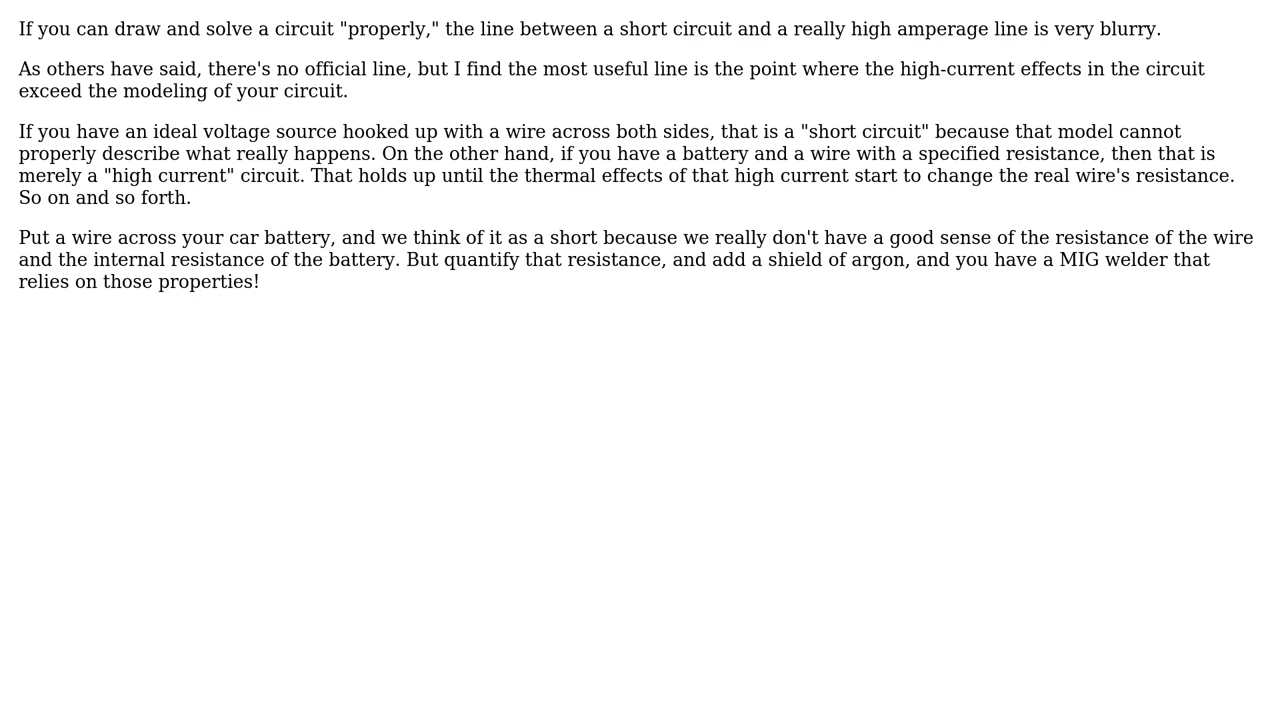 If you can draw and solve a circuit "properly," the line between a short circuit and a really high amperage line is very blurry.
As others have said, there's no official line, but I find the most useful line is the point where the high-current effects in the circuit
exceed the modeling of your circuit.
If you have an ideal voltage source hooked up with a wire across both sides, that is a "short circuit" because that model cannot
properly describe what really happens. On the other hand, if you have a battery and a wire with a specified resistance, then that is
merely a "high current" circuit. That holds up until the thermal effects of that high current start to change the real wire's resistance.
So on and so forth.
Put a wire across your car battery, and we think of it as a short because we really don't have a good sense of the resistance of the wire
and the internal resistance of the battery. But quantify that resistance, and add a shield of argon, and you have a MIG welder that
relies on those properties!